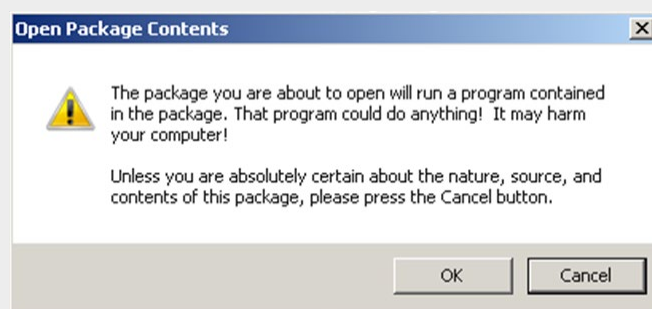 Open Package Contents
The package you are about to open will run a program contained
in the package. That program could do anything!  It may harm
your computer!
Unless you are absolutely certain about the nature, source, and
contents of this package, please press the Cancel button.
OK
Cancel